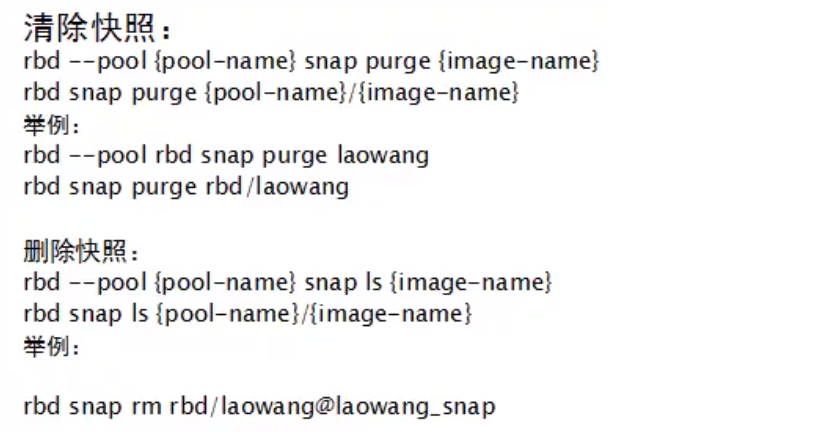 清除快照：
rbd --pool {pool-name} snap purge {image-name}
rbd snap purge {pool-name}/{image-name}
举例：
rbd --pool rbd snap purge laowang
rbd snap purge rbd/laowang
删除快照：
rbd --pool {pool-name} snap ls {image-name}
rbd snap ls {pool-name}/{image-name}
举例：
rbd snap rm rbd/laowang@laowang_snap